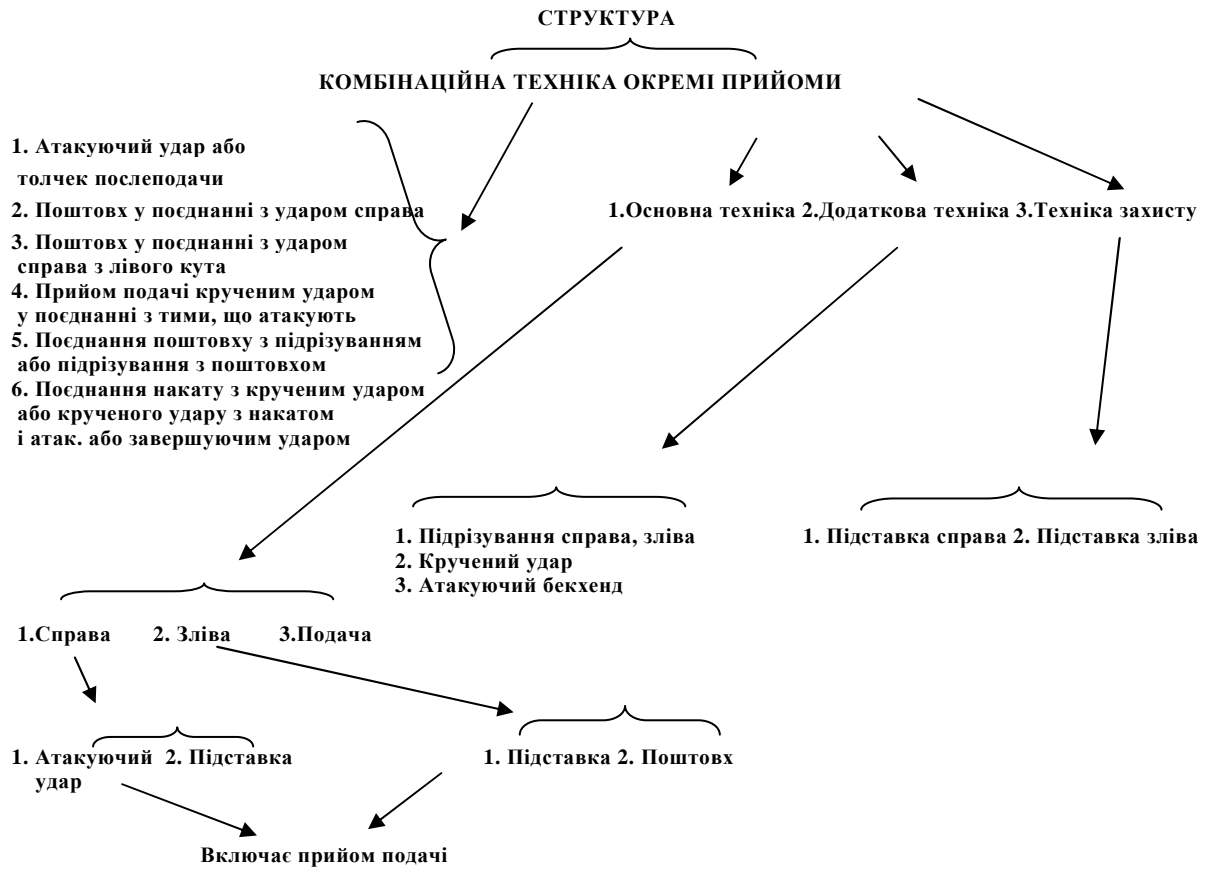 СТРУКТУРА
КОМБІНАЦІЙНА ТЕХНІКА ОКРЕМІ ПРИЙОМИ
1. Атакуючий удар або
толчек послеподачи
2. Поштовх у поєднанні з ударом справа
3. Поштовх у поєднанні з ударом
справа з лівого кута
4. Прийом подачі крученим ударом
у поєднанні з тими, що атакують
5. Поєднання поштовху з підрізуванням
або підрізування з поштовхом
6. Поєднання накату з крученим ударом
або крученого удару з накатом
і атак. або завершуючим ударом
1.Основна техніка 2.Додаткова техніка 3.Техніка захисту
1. Підрізування справа, зліва
2. Кручений удар
3. Атакуючий бекхенд
1. Підставка справа 2. Підставка зліва
1.Справа 2. Зліва 3.Подача
1. Атакуючий 2. Підставка
удар
1. Підставка 2. Поштовх
Включає прийом подачі